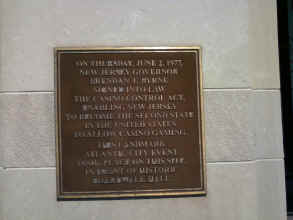 ON THURSDAY, JUNE 2, 1977,
NEW JERSEY GOVERNOR
BRENDAN T. BYRNE
SIGNED INTO LAW
THE CASINO CONTROL ACT,
ENABLING NEW JERSEY
TO BECOME THE SECOND STATE
IN THE UNITED STATES
TO ALLOW CASINO GAMING.
THIS LANDMARK
ATLANTIC CITY EVENT
TOOK PLACE ON THIS SITE,
IN FRONT OF HISTORIC
BOARDWALK HALL